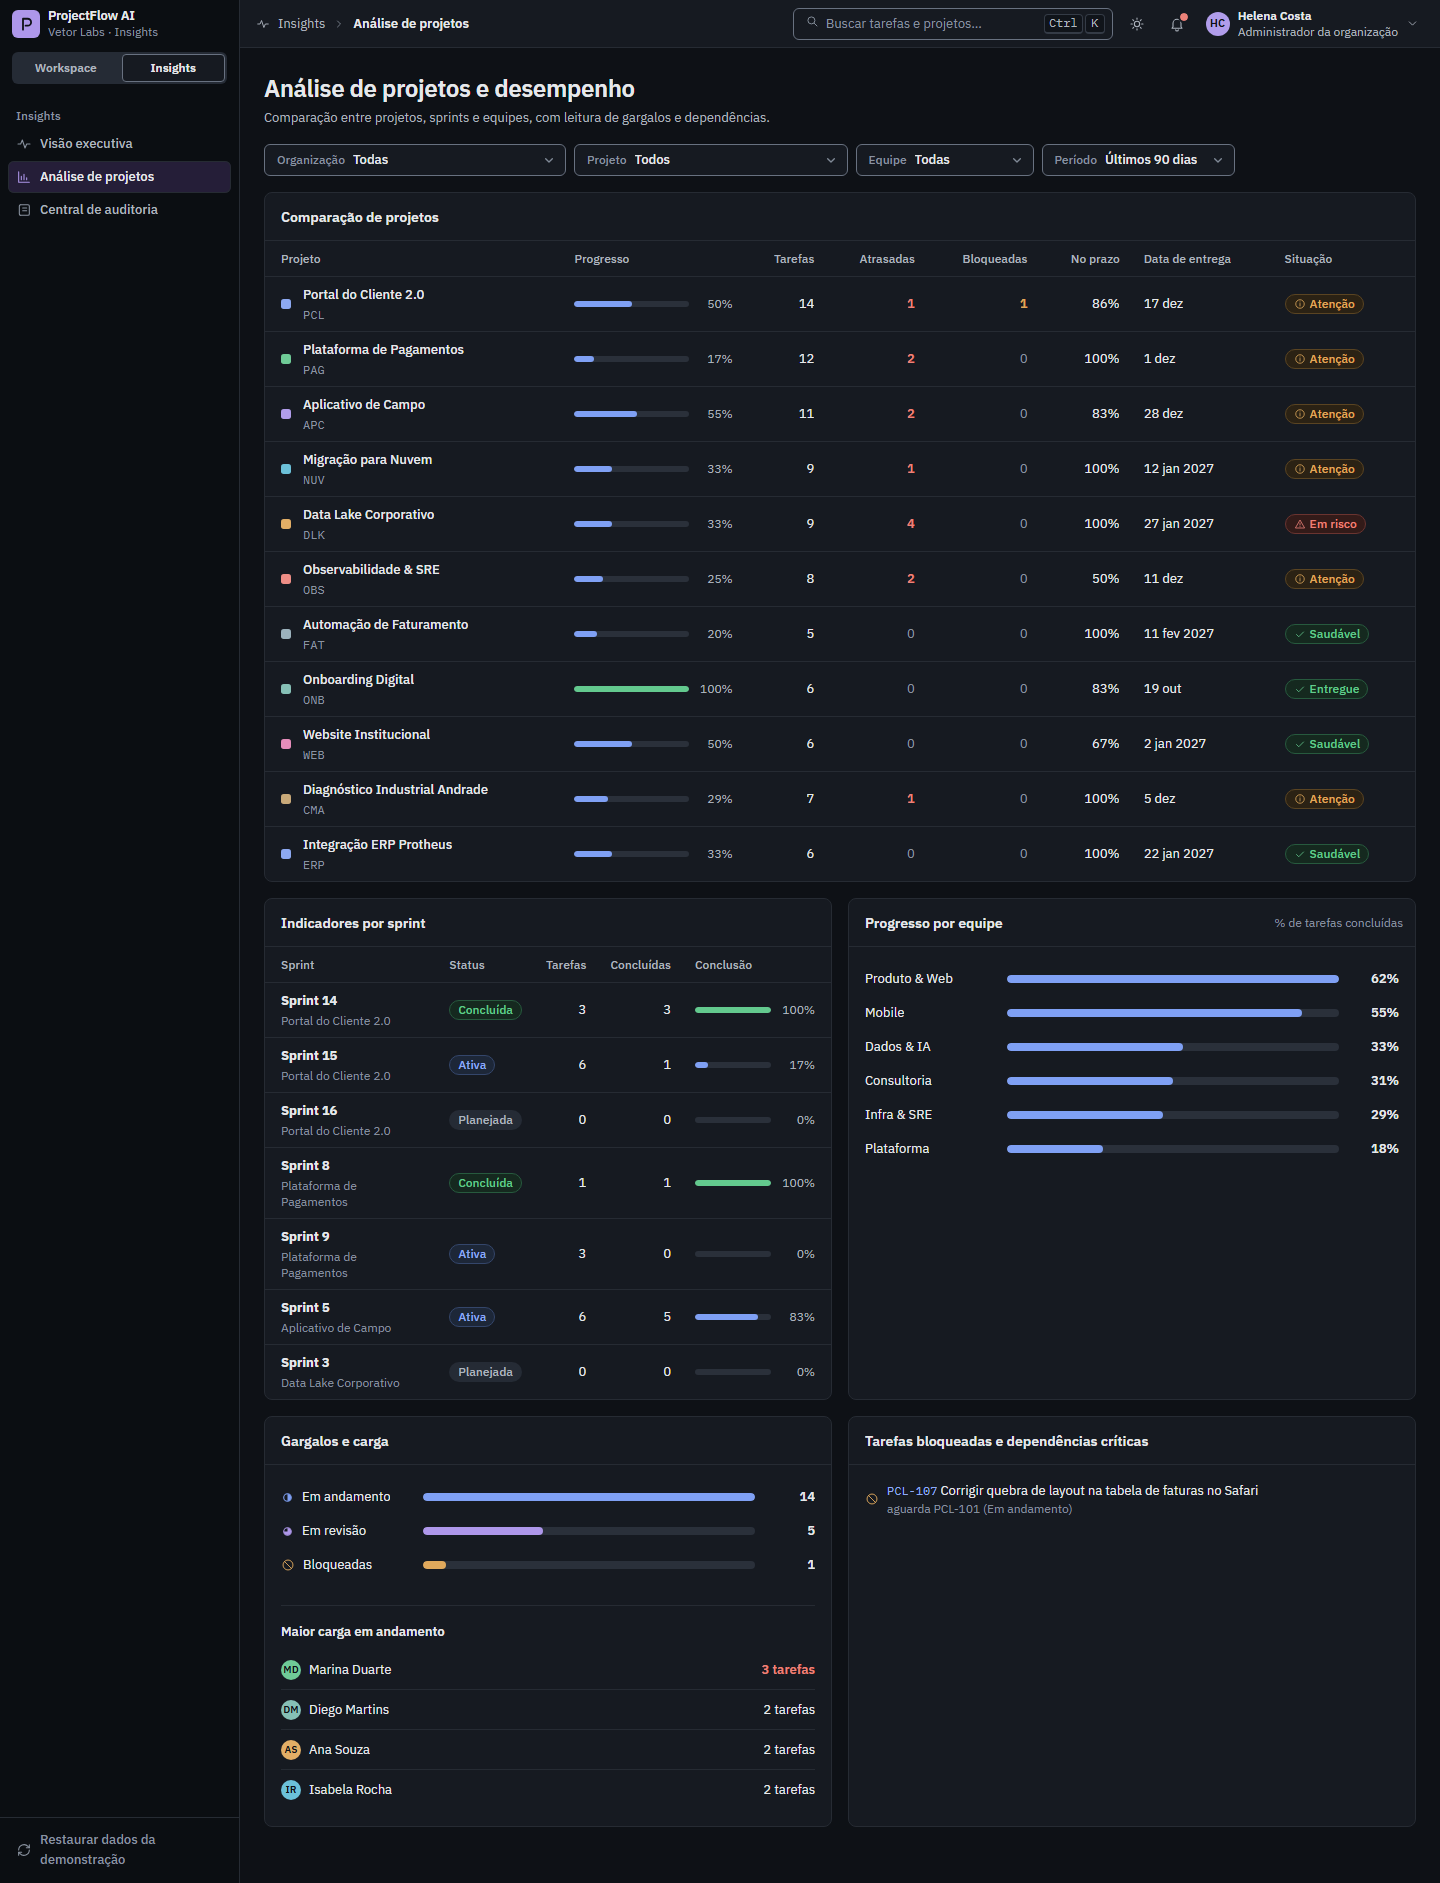 ProjectFlow AI
Vetor Labs · Insights
Workspace
Insights
Insights
Visão executiva
Análise de projetos
Central de auditoria
Restaurar dados da
demonstração
Insights
Análise de projetos
Buscar tarefas e projetos...
Ctrl K
HC
Helena Costa
Administrador da organização
Análise de projetos e desempenho
Comparação entre projetos, sprints e equipes, com leitura de gargalos e dependências.
Organização Todas
Projeto Todos
Equipe Todas
Período Últimos 90 dias
Comparação de projetos
Projeto Progresso Tarefas Atrasadas Bloqueadas No prazo Data de entrega Situação
Portal do Cliente 2.0
PCL
50% 14 1 1 86% 17 dez Atenção
Plataforma de Pagamentos
PAG
17% 12 2 0 100% 1 dez Atenção
Aplicativo de Campo
APC
55% 11 2 0 83% 28 dez Atenção
Migração para Nuvem
NUV
33% 9 1 0 100% 12 jan 2027 Atenção
Data Lake Corporativo
DLK
33% 9 4 0 100% 27 jan 2027 Em risco
Observabilidade & SRE
OBS
25% 8 2 0 50% 11 dez Atenção
Automação de Faturamento
FAT
20% 5 0 0 100% 11 fev 2027 Saudável
Onboarding Digital
ONB
100% 6 0 0 83% 19 out Entregue
Website Institucional
WEB
50% 6 0 0 67% 2 jan 2027 Saudável
Diagnóstico Industrial Andrade
CMA
29% 7 1 0 100% 5 dez Atenção
Integração ERP Protheus
ERP
33% 6 0 0 100% 22 jan 2027 Saudável
Indicadores por sprint
Sprint Status Tarefas Concluídas Conclusão
Sprint 14
Portal do Cliente 2.0
Concluída 3 3 100%
Sprint 15
Portal do Cliente 2.0
Ativa 6 1 17%
Sprint 16
Portal do Cliente 2.0
Planejada 0 0 0%
Sprint 8
Plataforma de
Pagamentos
Concluída 1 1 100%
Sprint 9
Plataforma de
Pagamentos
Ativa 3 0 0%
Sprint 5
Aplicativo de Campo
Ativa 6 5 83%
Sprint 3
Data Lake Corporativo
Planejada 0 0 0%
Progresso por equipe
% de tarefas concluídas
Produto & Web 62%
Mobile 55%
Dados & IA 33%
Consultoria 31%
Infra & SRE 29%
Plataforma 18%
Gargalos e carga
Em andamento 14
Em revisão 5
Bloqueadas 1
Maior carga em andamento
MD Marina Duarte 3 tarefas
DM Diego Martins 2 tarefas
AS Ana Souza 2 tarefas
IR Isabela Rocha 2 tarefas
Tarefas bloqueadas e dependências críticas
PCL-107 Corrigir quebra de layout na tabela de faturas no Safari
aguarda PCL-101 (Em andamento)